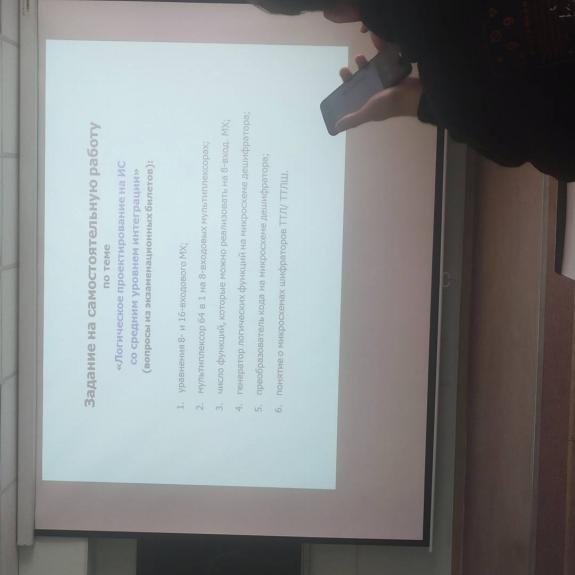 Задание на самостоятельную работу
по теме
«Логическое проектирование на ИС
со средним уровнем интеграции»
(вопросы из экзаменационных билетов):
1. уравнения 8- и 16-входового МХ;
2. мультиплексор 64 в 1 на 8-входовых мультиплексорах;
3. число функций, которые можно реализовать на 8-вход. МХ;
4. генератор логических функций на микросхеме дешифратора;
5. преобразователь кода на микросхеме дешифратора;
6. понятие о микросхемах шифраторов ТТЛ/ ТТЛШ.